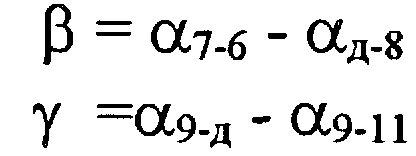 β = α7-6 - αд-8
γ =α9-д - α9-11